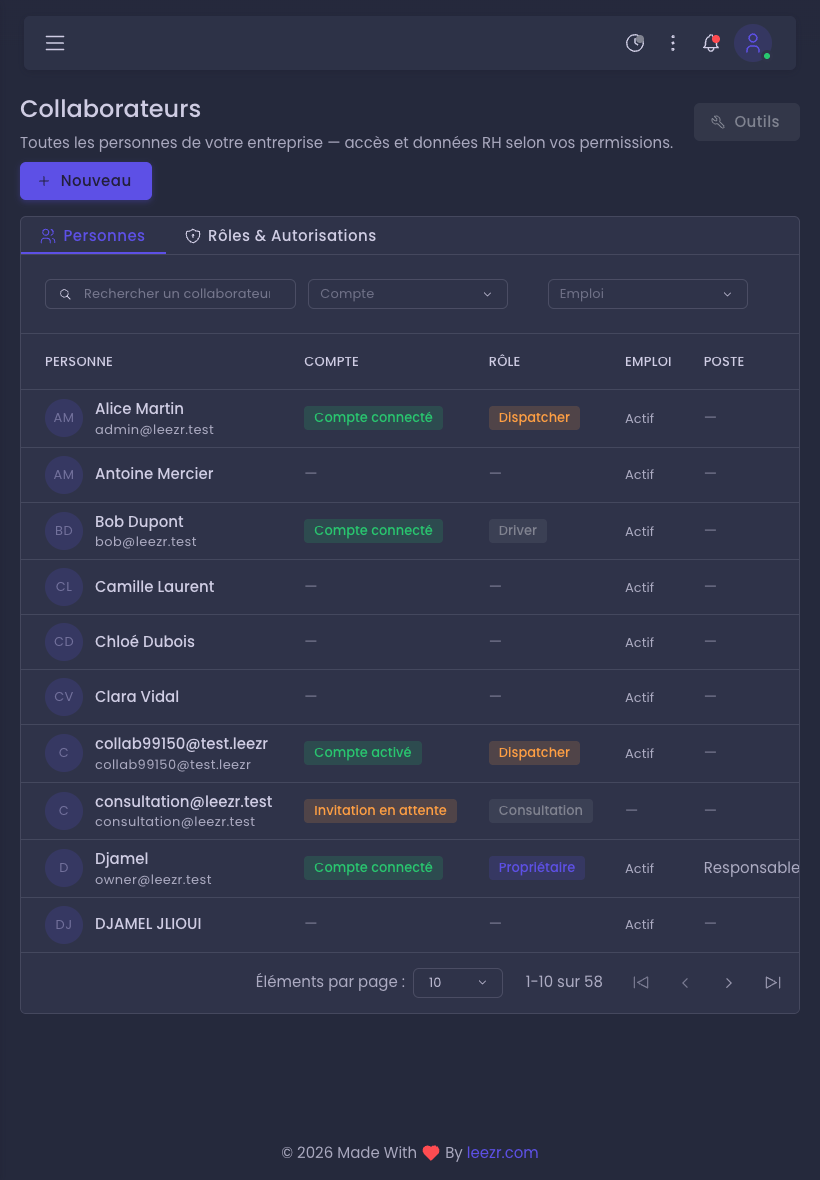 Collaborateurs
Toutes les personnes de votre entreprise — accès et données RH selon vos permissions.
Outils
+ Nouveau
Personnes Rôles & Autorisations
Rechercher un collaborateur Compte Emploi
PERSONNE COMPTE RÔLE EMPLOI POSTE
AM Alice Martin Compte connecté Dispatcher Actif —
admin@leezr.test
AM Antoine Mercier — — Actif —
BD Bob Dupont Compte connecté Driver Actif —
bob@leezr.test
CL Camille Laurent — — Actif —
CD Chloé Dubois — — Actif —
CV Clara Vidal — — Actif —
C collab99150@test.leezr Compte activé Dispatcher Actif —
collab99150@test.leezr
C consultation@leezr.test Invitation en attente Consultation — —
consultation@leezr.test
D Djamel Compte connecté Propriétaire Actif Responsable
owner@leezr.test
DJ DJAMEL JLIOUI — — Actif —
Éléments par page : 10 1-10 sur 58
© 2026 Made With ❤ By leezr.com